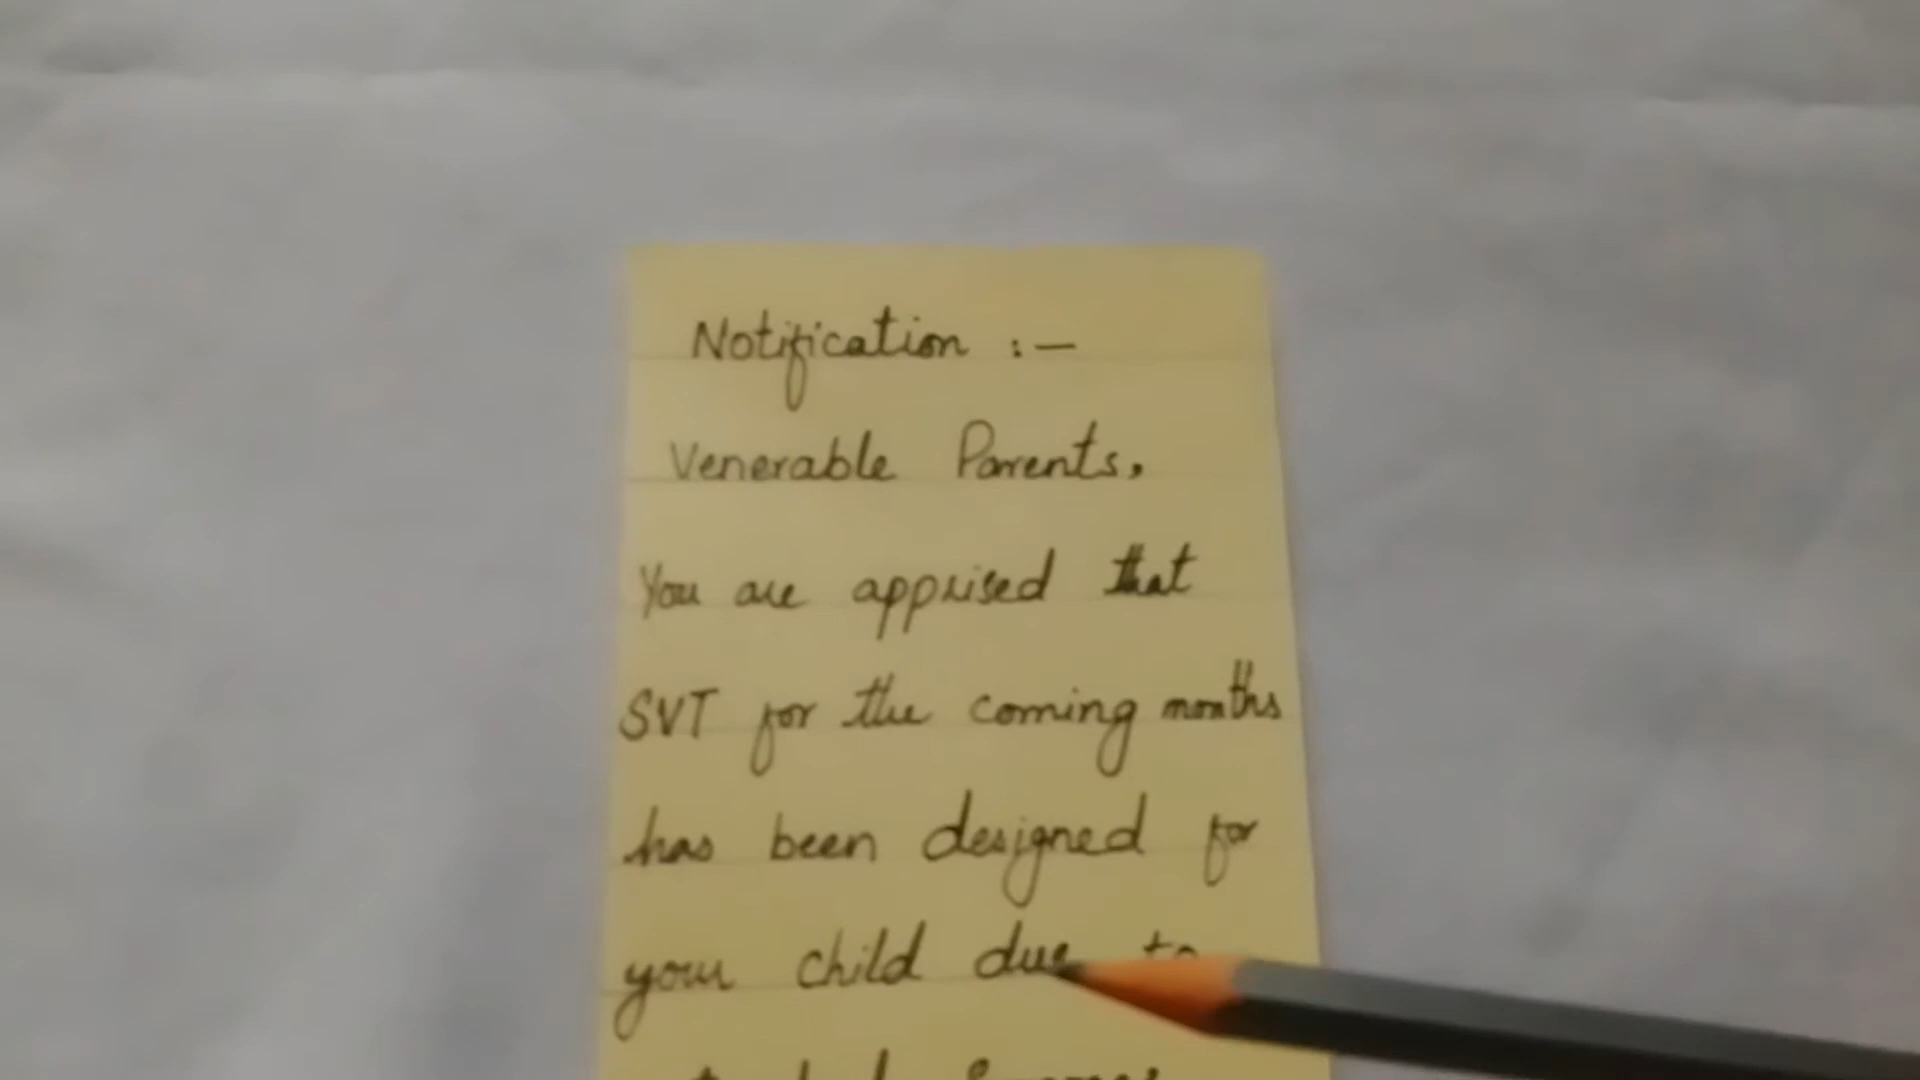 Notification :—
Venerable Parents,
You are apprised that
SVT for the coming months
has been designed for
your child due to